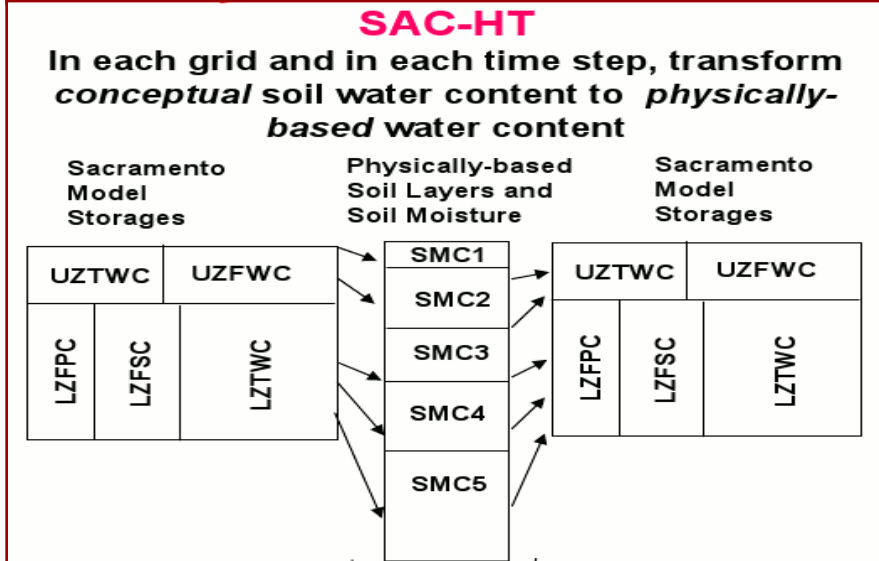 SAC-HT
In each grid and in each time step, transform
conceptual soil water content to physically-
based water content
Sacramento
Model
Storages
Physically-based
Soil Layers and
Soil Moisture
Sacramento
Model
Storages
UZTWC
UZFWC
LZFPC
LZFSC
LZTWC
SMC1
SMC2
SMC3
SMC4
SMC5
UZTWC
UZFWC
LZFPC
LZFSC
LZTWC